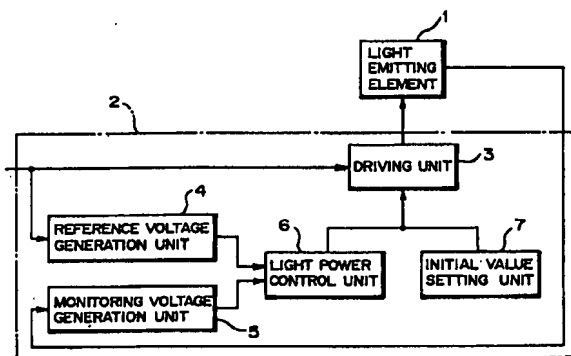 1
LIGHT
EMITTING
ELEMENT
2
DRIVING UNIT
3
4
REFERENCE VOLTAGE
GENERATION UNIT
6
LIGHT POWER
CONTROL UNIT
7
INITIAL VALUE
SETTING UNIT
MONITORING VOLTAGE
GENERATION UNIT
5